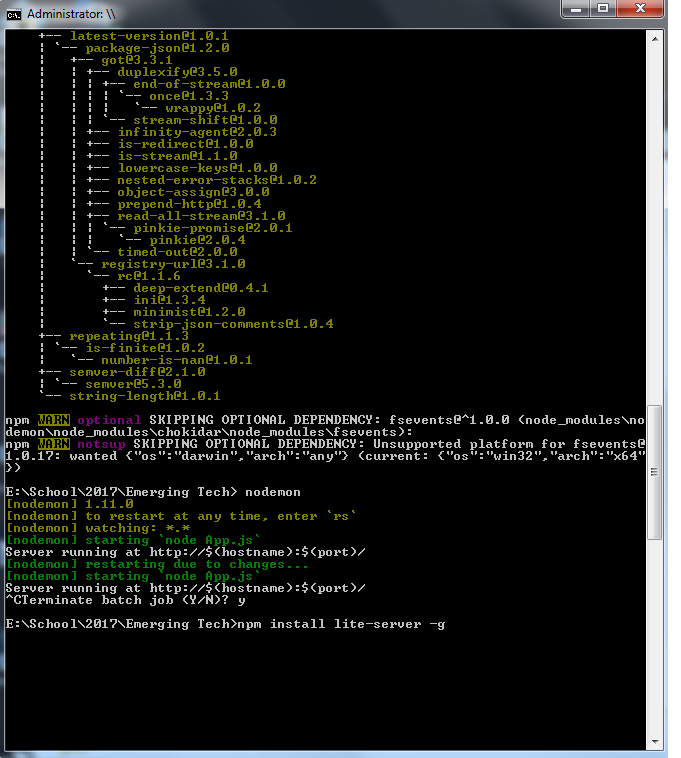 Administrator: \\
+-- latest-version@1.0.1
¦ `-- package-json@1.2.0
¦   +-- got@3.3.1
¦   ¦ +-- duplexify@3.5.0
¦   ¦ ¦ +-- end-of-stream@1.0.0
¦   ¦ ¦ ¦ `-- once@1.3.3
¦   ¦ ¦ ¦   `-- wrappy@1.0.2
¦   ¦ ¦ `-- stream-shift@1.0.0
¦   ¦ +-- infinity-agent@2.0.3
¦   ¦ +-- is-redirect@1.0.0
¦   ¦ +-- is-stream@1.1.0
¦   ¦ +-- lowercase-keys@1.0.0
¦   ¦ +-- nested-error-stacks@1.0.2
¦   ¦ +-- object-assign@3.0.0
¦   ¦ +-- prepend-http@1.0.4
¦   ¦ +-- read-all-stream@3.1.0
¦   ¦ ¦ `-- pinkie-promise@2.0.1
¦   ¦ ¦   `-- pinkie@2.0.4
¦   ¦ `-- timed-out@2.0.0
¦   `-- registry-url@3.1.0
¦     `-- rc@1.1.6
¦       +-- deep-extend@0.4.1
¦       +-- ini@1.3.4
¦       +-- minimist@1.2.0
¦       `-- strip-json-comments@1.0.4
+-- repeating@1.1.3
¦ `-- is-finite@1.0.2
¦   `-- number-is-nan@1.0.1
+-- semver-diff@2.1.0
¦ `-- semver@5.3.0
`-- string-length@1.0.1
npm WARN optional SKIPPING OPTIONAL DEPENDENCY: fsevents@^1.0.0 (node_modules\no
demon\node_modules\chokidar\node_modules\fsevents):
npm WARN notsup SKIPPING OPTIONAL DEPENDENCY: Unsupported platform for fsevents@
1.0.17: wanted {"os":"darwin","arch":"any"} (current: {"os":"win32","arch":"x64"
})
E:\School\2017\Emerging Tech> nodemon
[nodemon] 1.11.0
[nodemon] to restart at any time, enter `rs`
[nodemon] watching: *.*
[nodemon] starting `node App.js`
Server running at http://$(hostname):$(port)/
[nodemon] restarting due to changes...
[nodemon] starting `node App.js`
Server running at http://$(hostname):$(port)/
^CTerminate batch job (Y/N)? y
E:\School\2017\Emerging Tech>npm install lite-server -g